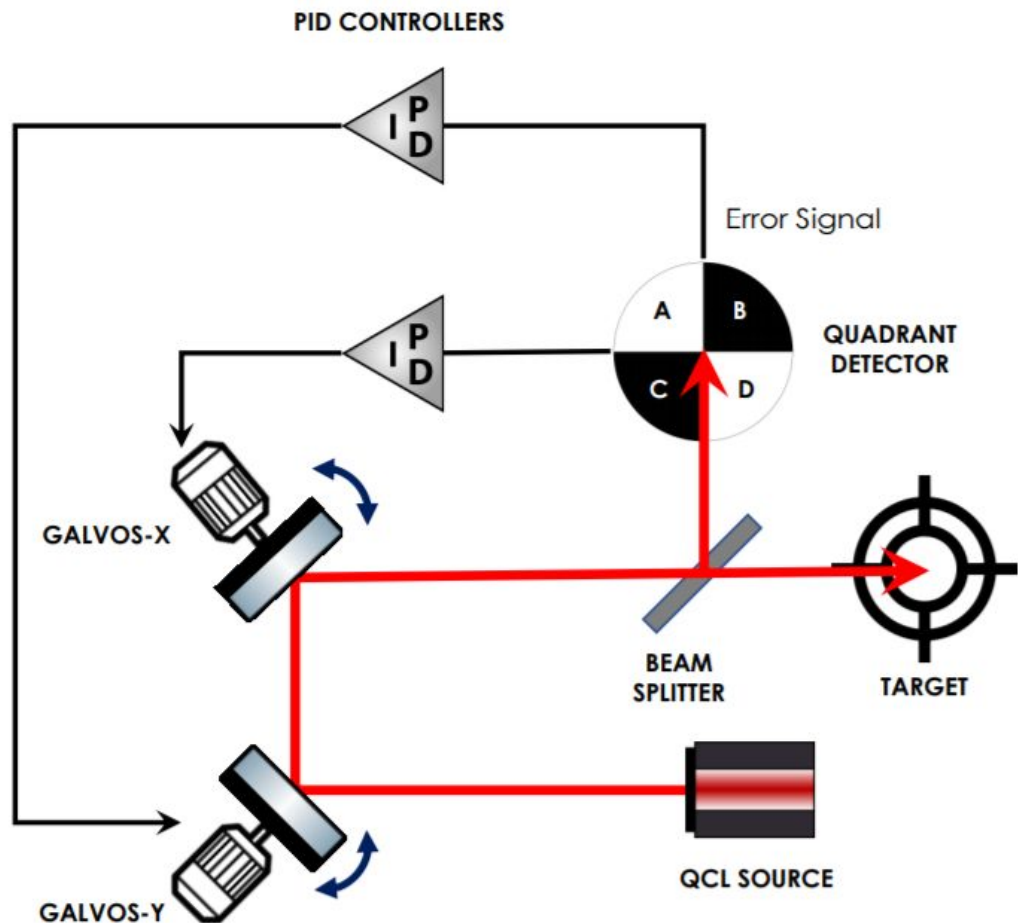 PID CONTROLLERS
P
I
D
Error Signal
A
B
P
I
D
QUADRANT
DETECTOR
C
D
GALVOS-X
BEAM
SPLITTER
TARGET
QCL SOURCE
GALVOS-Y